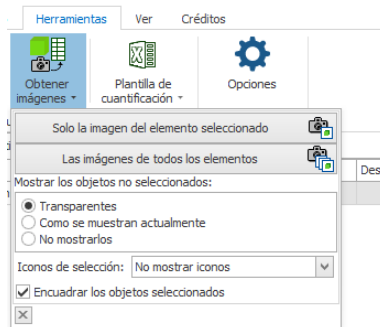 Herramientas Ver Créditos
Obtener imágenes
Plantilla de cuantificación
Opciones
Solo la imagen del elemento seleccionado
Las imágenes de todos los elementos
Des
Mostrar los objetos no seleccionados:
Transparentes
Como se muestran actualmente
No mostrarlos
Iconos de selección: No mostrar iconos
Encuadrar los objetos seleccionados